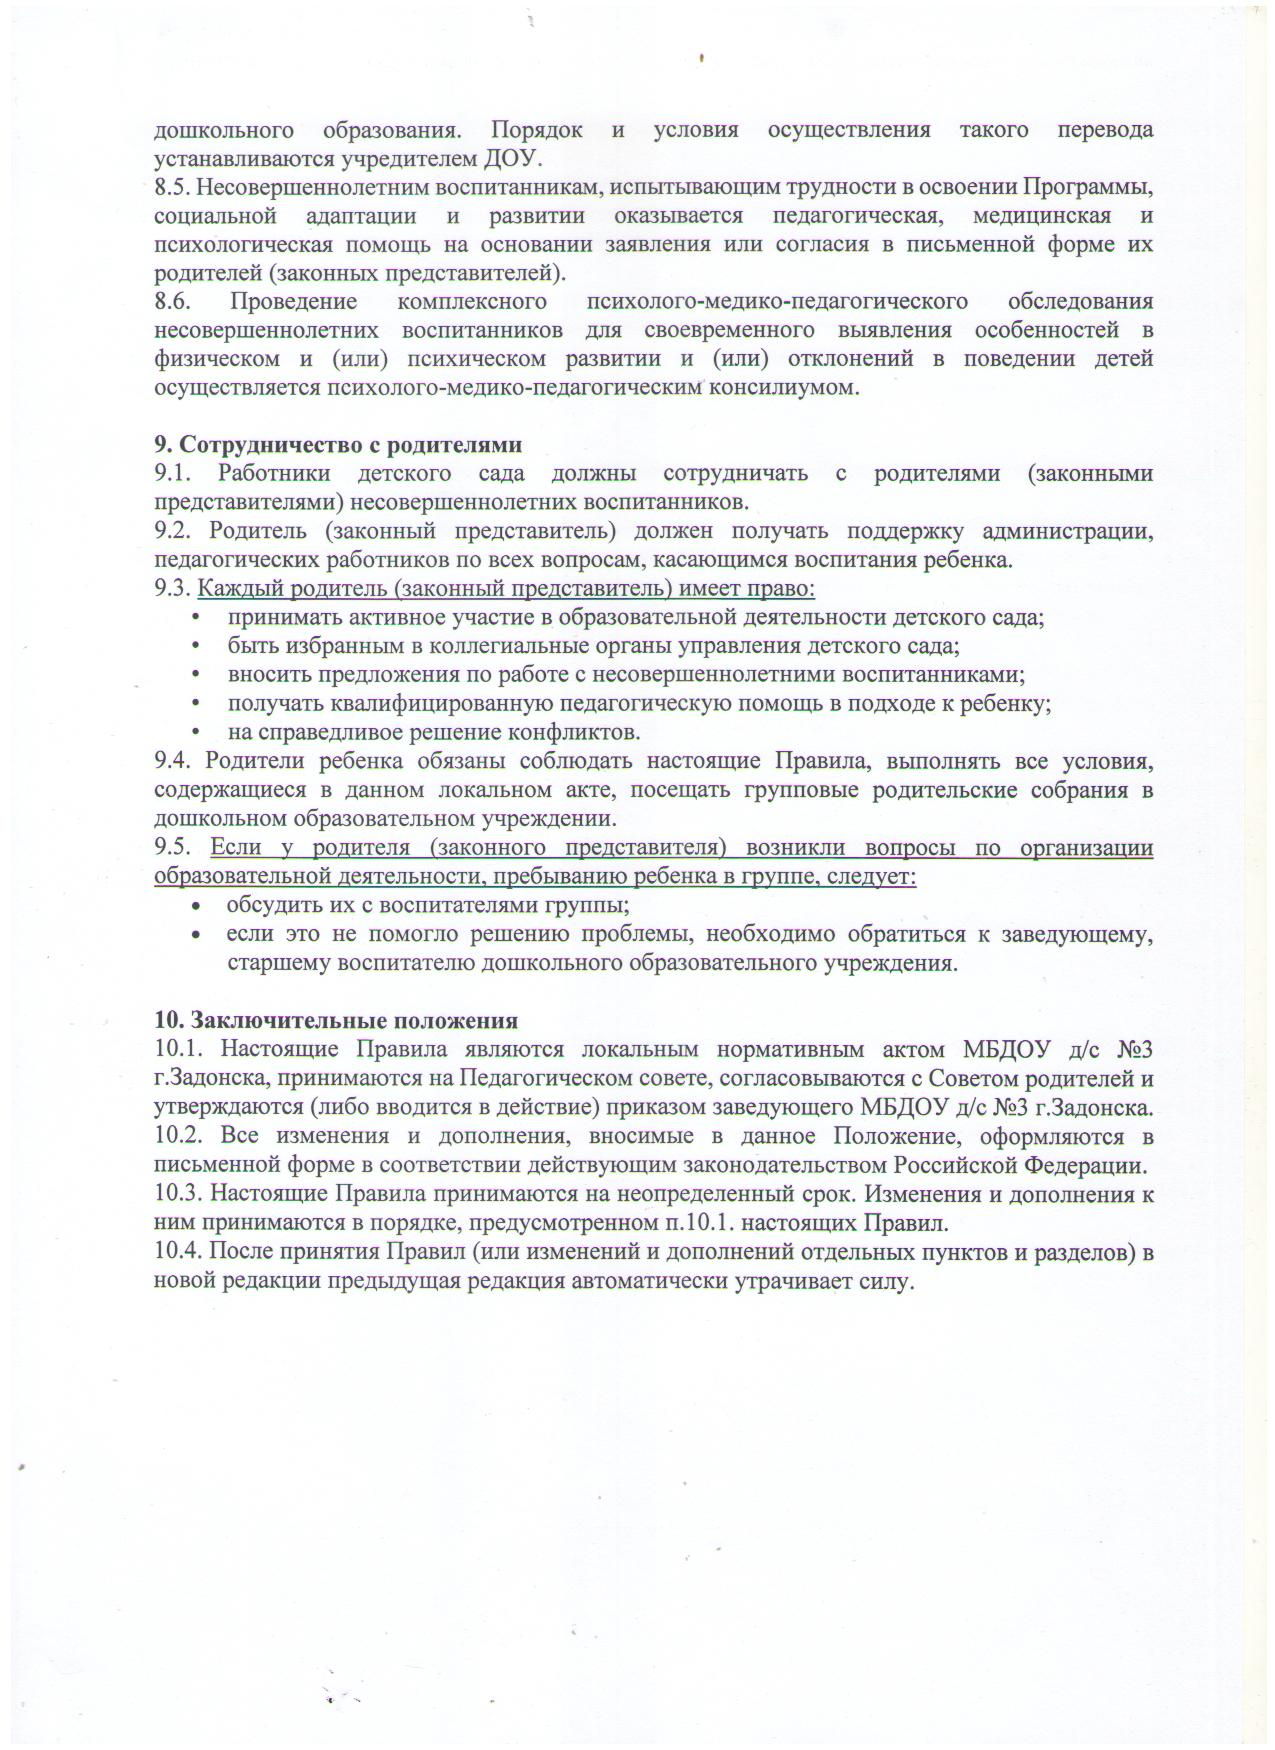 дошкольного образования. Порядок и условия осуществления такого перевода
устанавливаются учредителем ДОУ.
8.5. Несовершеннолетним воспитанникам, испытывающим трудности в освоении Программы,
социальной адаптации и развитии оказывается педагогическая, медицинская и
психологическая помощь на основании заявления или согласия в письменной форме их
родителей (законных представителей).
8.6. Проведение комплексного психолого-медико-педагогического обследования
несовершеннолетних воспитанников для своевременного выявления особенностей в
физическом и (или) психическом развитии и (или) отклонений в поведении детей
осуществляется психолого-медико-педагогическим консилиумом.
9. Сотрудничество с родителями
9.1. Работники детского сада должны сотрудничать с родителями (законными
представителями) несовершеннолетних воспитанников.
9.2. Родитель (законный представитель) должен получать поддержку администрации,
педагогических работников по всех вопросам, касающимся воспитания ребенка.
9.3. Каждый родитель (законный представитель) имеет право:
• принимать активное участие в образовательной деятельности детского сада;
• быть избранным в коллегиальные органы управления детского сада;
• вносить предложения по работе с несовершеннолетними воспитанниками;
• получать квалифицированную педагогическую помощь в подходе к ребенку;
• на справедливое решение конфликтов.
9.4. Родители ребенка обязаны соблюдать настоящие Правила, выполнять все условия,
содержащиеся в данном локальном акте, посещать групповые родительские собрания в
дошкольном образовательном учреждении.
9.5. Если у родителя (законного представителя) возникли вопросы по организации
образовательной деятельности, пребыванию ребенка в группе, следует:
• обсудить их с воспитателями группы;
• если это не помогло решению проблемы, необходимо обратиться к заведующему,
старшему воспитателю дошкольного образовательного учреждения.
10. Заключительные положения
10.1. Настоящие Правила являются локальным нормативным актом МБДОУ д/с №3
г.Задонска, принимаются на Педагогическом совете, согласовываются с Советом родителей и
утверждаются (либо вводится в действие) приказом заведующего МБДОУ д/с №3 г.Задонска.
10.2. Все изменения и дополнения, вносимые в данное Положение, оформляются в
письменной форме в соответствии действующим законодательством Российской Федерации.
10.3. Настоящие Правила принимаются на неопределенный срок. Изменения и дополнения к
ним принимаются в порядке, предусмотренном п.10.1. настоящих Правил.
10.4. После принятия Правил (или изменений и дополнений отдельных пунктов и разделов) в
новой редакции предыдущая редакция автоматически утрачивает силу.